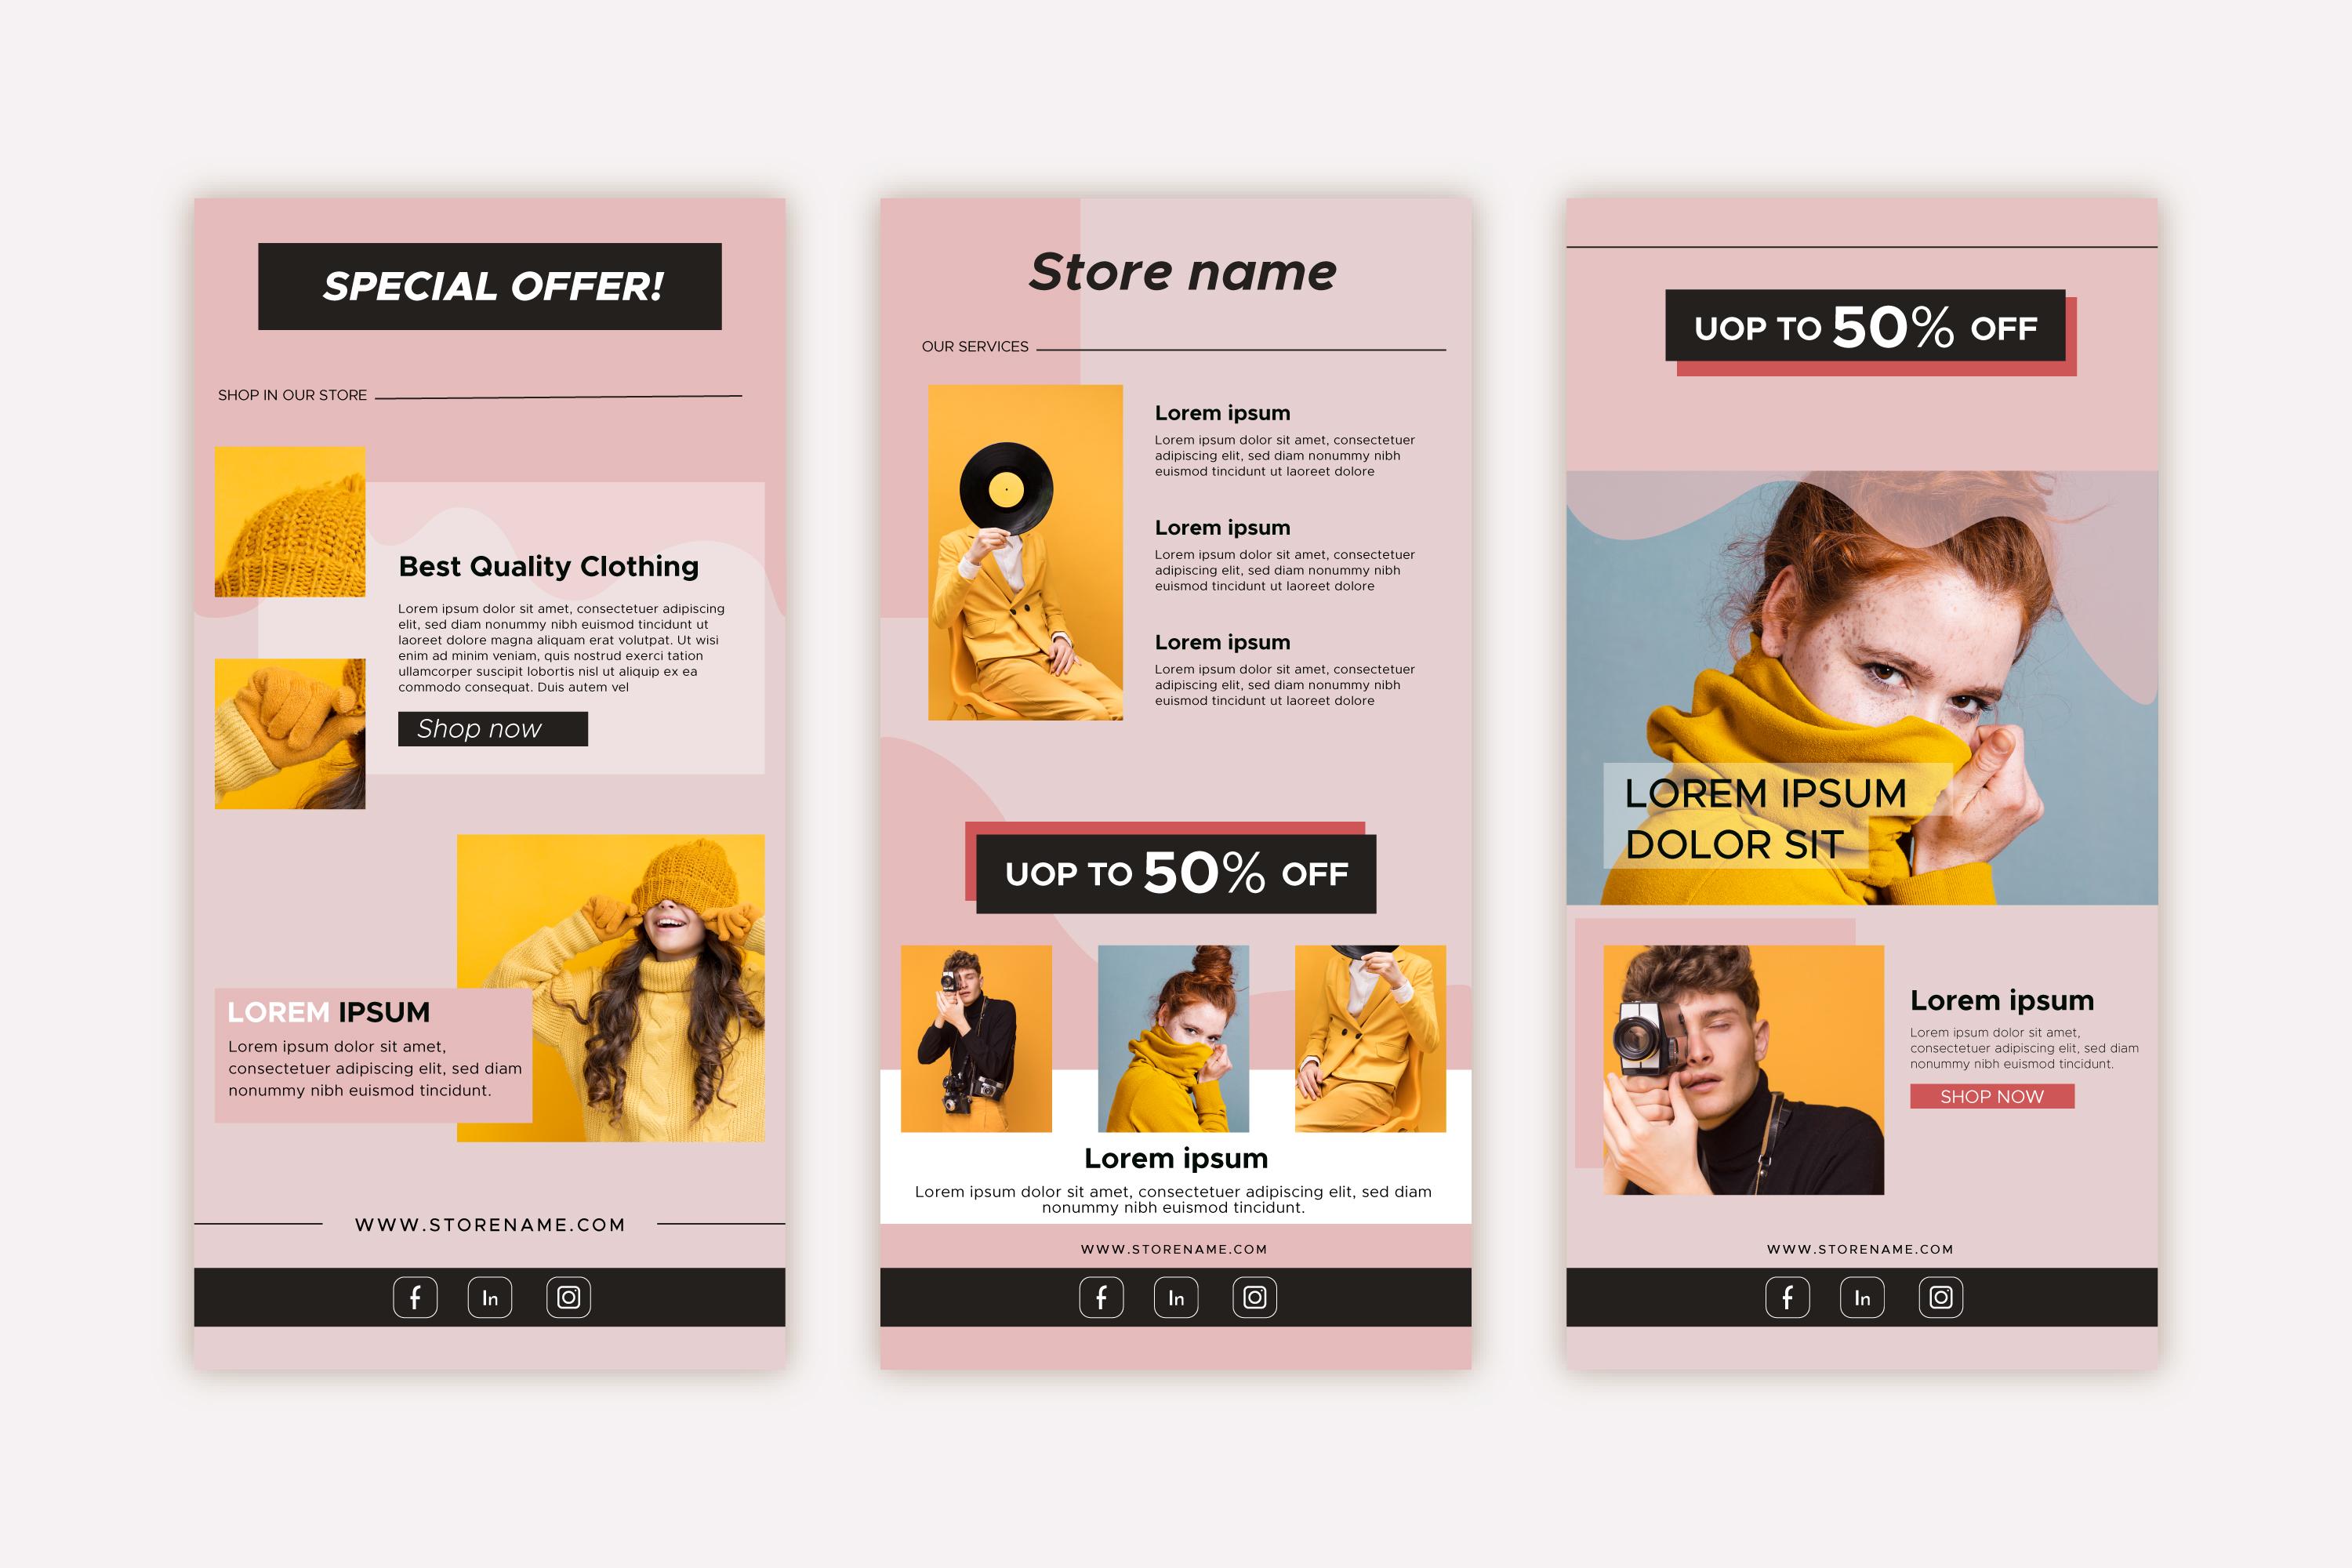 SPECIAL OFFER!
SHOP IN OUR STORE
Best Quality Clothing
Lorem ipsum dolor sit amet, consectetuer adipiscing
elit, sed diam nonummy nibh euismod tincidunt ut
laoreet dolore magna aliquam erat volutpat. Ut wisi
enim ad minim veniam, quis nostrud exerci tation
ullamcorper suscipit lobortis nisl ut aliquip ex ea
commodo consequat. Duis autem vel
Shop now
LOREM IPSUM
Lorem ipsum dolor sit amet,
consectetuer adipiscing elit, sed diam
nonummy nibh euismod tincidunt.
WWW.STORENAME.COM
f In
Store name
OUR SERVICES
Lorem ipsum
Lorem ipsum dolor sit amet, consectetuer
adipiscing elit, sed diam nonummy nibh
euismod tincidunt ut laoreet dolore
Lorem ipsum
Lorem ipsum dolor sit amet, consectetuer
adipiscing elit, sed diam nonummy nibh
euismod tincidunt ut laoreet dolore
Lorem ipsum
Lorem ipsum dolor sit amet, consectetuer
adipiscing elit, sed diam nonummy nibh
euismod tincidunt ut laoreet dolore
UOP TO 50% OFF
Lorem ipsum
Lorem ipsum dolor sit amet, consectetuer adipiscing elit, sed diam
nonummy nibh euismod tincidunt.
WWW.STORENAME.COM
f In
UOP TO 50% OFF
LOREM IPSUM
DOLOR SIT
Lorem ipsum
Lorem ipsum dolor sit amet,
consectetuer adipiscing elit, sed diam
nonummy nibh euismod tincidunt.
SHOP NOW
WWW.STORENAME.COM
f In